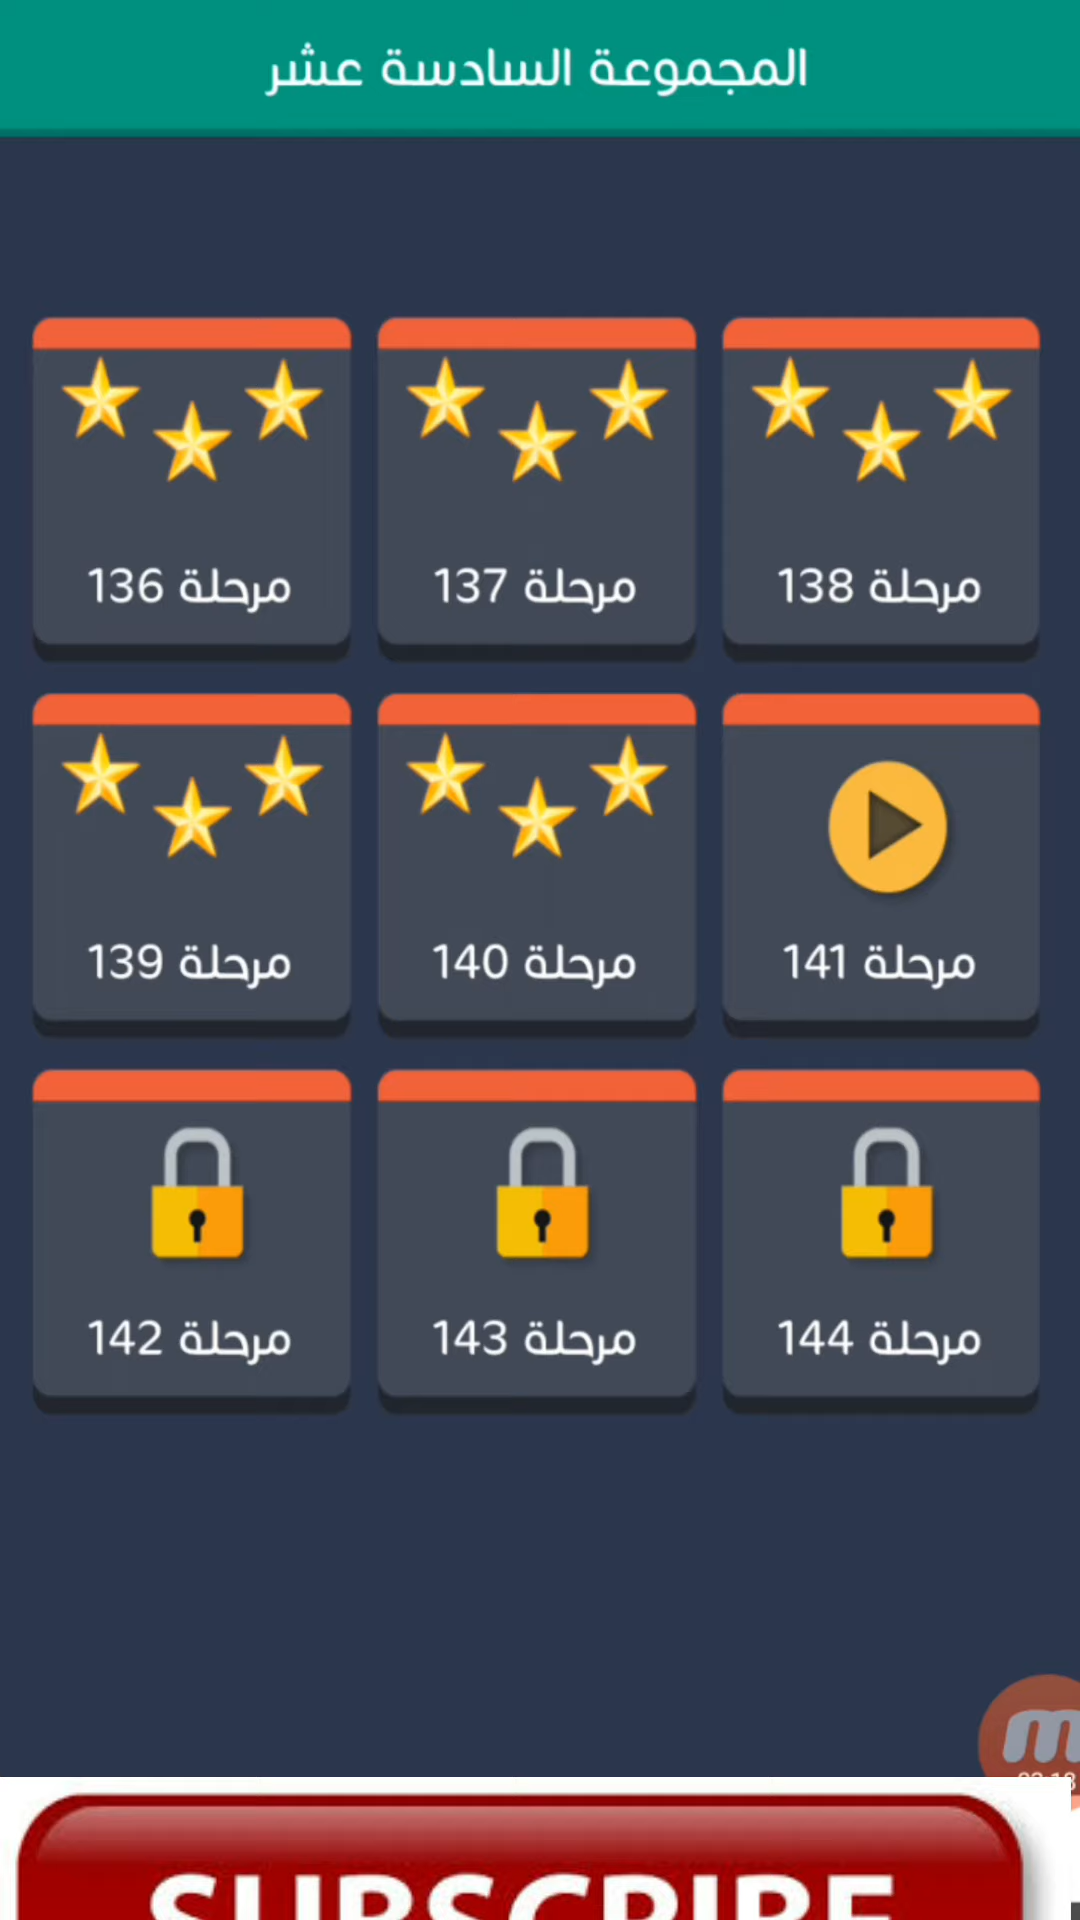 المجموعة السادسة عشر
مرحلة 136
مرحلة 137
مرحلة 138
مرحلة 139
مرحلة 140
مرحلة 141
مرحلة 142
مرحلة 143
مرحلة 144
m
SUBSCRIBE